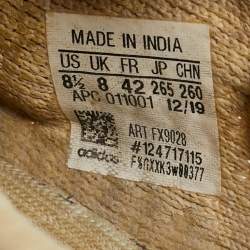 MADE IN INDIA
US UK FR JP CHN
8½ 8 42 265 260
APC 011001 12/19
ART FX9028
#124717115
adidas